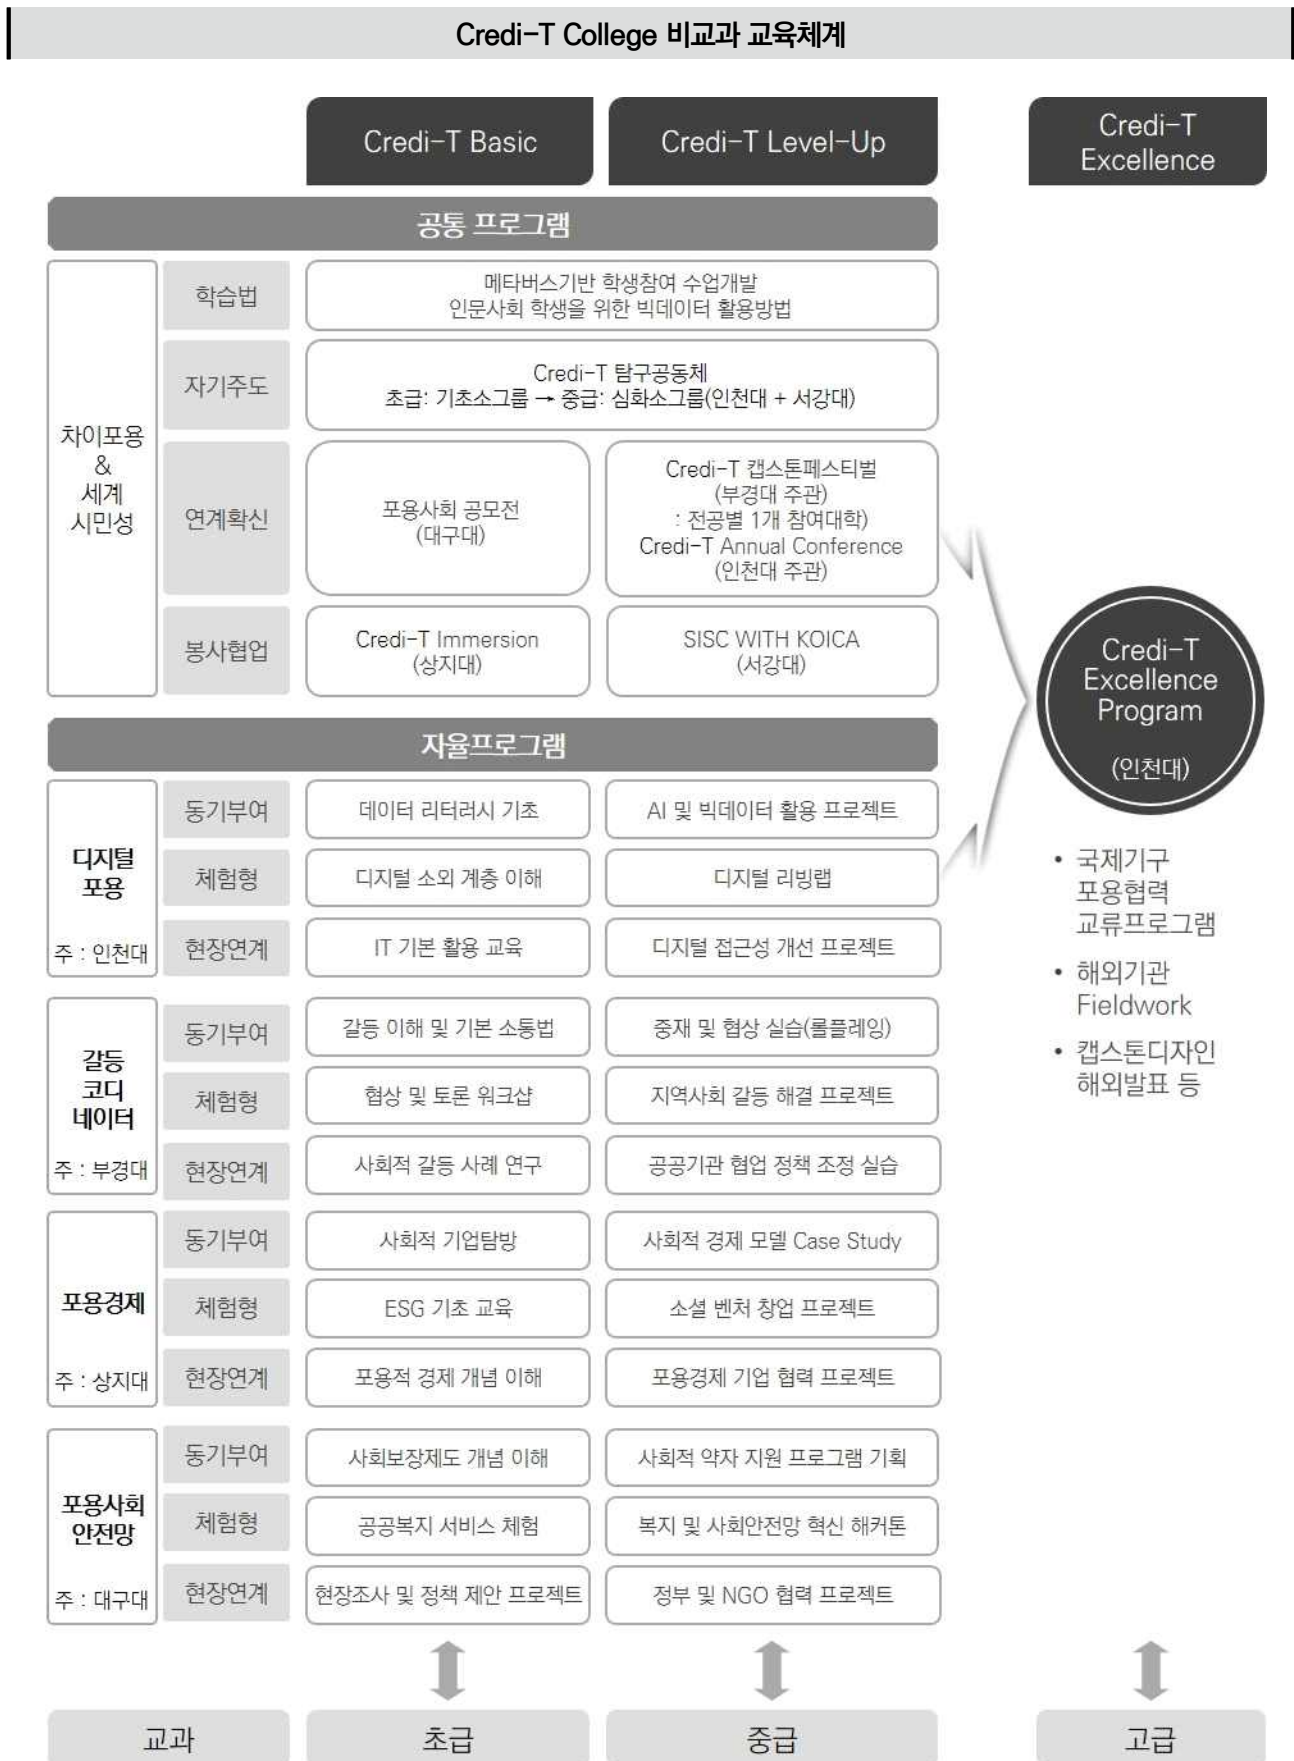 Credi-T College 비교과 교육체계
Credi-T Basic
Credi-T Level-Up
Credi-T
Excellence
공통 프로그램
차이포용
&
세계
시민성
학습법
메타버스기반 학생참여 수업개발
인문사회 학생을 위한 빅데이터 활용방법
자기주도
Credi-T 탐구공동체
초급: 기초소그룹 → 중급: 심화소그룹(인천대 + 서강대)
연계확신
포용사회 공모전
(대구대)
Credi-T 캡스톤페스티벌
(부경대 주관)
: 전공별 1개 참여대학)
Credi-T Annual Conference
(인천대 주관)
봉사협업
Credi-T Immersion
(상지대)
SISC WITH KOICA
(서강대)
자율프로그램
디지털
포용
주 : 인천대
동기부여
데이터 리터러시 기초
AI 및 빅데이터 활용 프로젝트
체험형
디지털 소외 계층 이해
디지털 리빙랩
현장연계
IT 기본 활용 교육
디지털 접근성 개선 프로젝트
갈등
코디
네이터
주 : 부경대
동기부여
갈등 이해 및 기본 소통법
중재 및 협상 실습(롤플레잉)
체험형
협상 및 토론 워크샵
지역사회 갈등 해결 프로젝트
현장연계
사회적 갈등 사례 연구
공공기관 협업 정책 조정 실습
포용경제
주 : 상지대
동기부여
사회적 기업탐방
사회적 경제 모델 Case Study
체험형
ESG 기초 교육
소셜 벤처 창업 프로젝트
현장연계
포용적 경제 개념 이해
포용경제 기업 협력 프로젝트
포용사회
안전망
주 : 대구대
동기부여
사회보장제도 개념 이해
사회적 약자 지원 프로그램 기획
체험형
공공복지 서비스 체험
복지 및 사회안전망 혁신 해커톤
현장연계
현장조사 및 정책 제안 프로젝트
정부 및 NGO 협력 프로젝트
Credi-T
Excellence
Program
(인천대)
• 국제기구
포용협력
교류프로그램
• 해외기관
Fieldwork
• 캡스톤디자인
해외발표 등
교과
초급
중급
고급